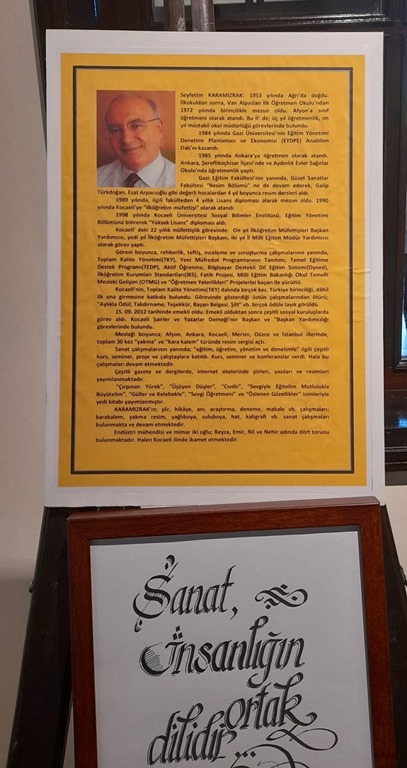 Seyfettin KARAMIZRAK: 1953 yılında Ağrı'da doğdu.
İlkokuldan sonra, Van Alpaslan İlk Öğretmen Okulu'ndan
1972 yılında birincilikle mezun oldu. Afyon'a sınıf
öğretmeni olarak atandı. Bu il' de; üç yıl öğretmenlik, on
yıl müstakil okul müdürlüğü görevlerinde bulundu.
1984 yılında Gazi Üniversitesi'nin Eğitim Yönetimi
Denetimi Planlaması ve Ekonomisi (EYDPE) Anabilim
Dalı'nı kazandı.
1985 yılında Ankara'ya öğretmen olarak atandı.
Ankara, Şereflikoçhisar İlçesi'nde ve Aydınlık Evler Sağırlar
Okulu'nda öğretmenlik yaptı.
Gazi Eğitim Fakültesi'nin yanında, Güzel Sanatlar
Fakültesi "Resim Bölümü" ne de devam ederek, Galip
Türkdoğan, Esat Arpacıoğlu gibi değerli hocalardan 4 yıl boyunca resim dersleri aldı.
1989 yılında, ilgili fakülteden 4 yıllık Lisans diploması alarak mezun oldu. 1990
yılında Kocaeli'ye "İlköğretim müfettişi" olarak atandı
1998 yılında Kocaeli Üniversitesi Sosyal Bilimler Enstitüsü, Eğitim Yönetimi
Bölümünü bitirerek "Yüksek Lisans" diploması aldı.
Kocaeli' deki 22 yıllık müfettişlik görevinde: On yıl İlköğretim Müfettişleri Başkan
Yardımcısı, yedi yıl İlköğretim Müfettişleri Başkanı, iki yıl İl Millî Eğitim Müdür Yardımcısı
olarak görev yaptı.
Görevi boyunca, rehberlik, teftiş, inceleme ve soruşturma çalışmalarının yanında,
Toplam Kalite Yönetimi(TKY), Yeni Müfredat Programlarının Tanıtımı, Temel Eğitime
Destek Programı(TEDP), Aktif Öğrenme, Bilgisayar Destekli Dil Eğitim Sistemi(Dyned),
İlköğretim Kurumları Standartları(İKS), Fatih Projesi, Millî Eğitim Bakanlığı Okul Temelli
Mesleki Gelişim (OTMG) ve "Öğretmen Yeterlikleri" Projelerini başarı ile yürüttü.
Kocaeli'nin, Toplam Kalite Yönetimi(TKY) dalında birçok kez, Türkiye birinciliği, dâhil
ilk ona girmesine katkıda bulundu. Görevinde gösterdiği üstün çalışmalarından ötürü;
"Aylıkla Ödül, Takdirname, Teşekkür, Başarı Belgesi, Şilt" vb. birçok ödüle layık görüldü.
15. 09. 2012 tarihinde emekli oldu. Emekli olduktan sonra çeşitli sosyal kuruluşlarda
görev aldı. Kocaeli Şairler ve Yazarlar Derneği'nin Başkan ve "Başkan Yardımcılığı
görevlerinde bulundu.
Mesleği boyunca; Afyon, Ankara, Kocaeli, Mersin, Düzce ve İstanbul illerinde,
toplam 30 kez "yakma" ve "kara kalem" türünde resim sergisi açtı.
Sanat çalışmalarının yanında; "eğitim, öğretim, yönetim ve denetimle" ilgili çeşitli
kurs, seminer, proje ve çalıştaylara katıldı. Kurs, seminer ve konferanslar verdi. Hala bu
çalışmaları devam etmektedir.
Çeşitli gazete ve dergilerde, internet sitelerinde şiirleri, yazıları ve resimleri
yayımlanmaktadır.
"Çırpınan Yürek", "Üşüyen Düşler", "Cıvıltı", "Sevgiyle Eğitelim Mutlulukla
Büyütelim", "Güller ve Kelebekle", "Sevgi Öğretmeni" ve "Özlenen Güzellikler" isimleriyle
yedi kitabı yayımlanmıştır.
KARAMIZRAK'ın; şiir, hikâye, anı, araştırma, deneme, makale vb. çalışmaları;
karakalem, yakma resim, yağlıboya, suluboya, hat, kaligrafi vb. sanat çalışmaları
bulunmakta ve devam etmektedir.
Endüstri mühendisi ve mimar iki oğlu; Beyza, Emir, Nil ve Nehir adında dört torunu
bulunmaktadır. Halen Kocaeli ilinde ikamet etmektedir.
Sanat,
insanlığın
ortak
dilidir